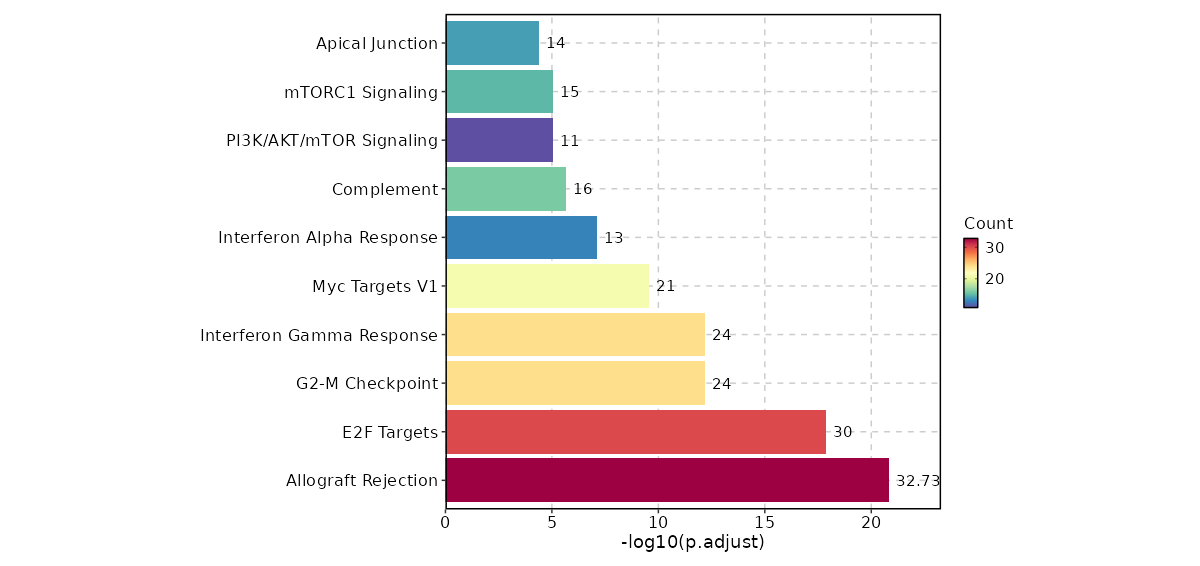 Apical Junction 14
mTORC1 Signaling 15
PI3K/AKT/mTOR Signaling 11
Complement 16
Interferon Alpha Response 13
Myc Targets V1 21
Interferon Gamma Response 24
G2-M Checkpoint 24
E2F Targets 30
Allograft Rejection 32.73
0 5 10 15 20
-log10(p.adjust)
Count
30
20